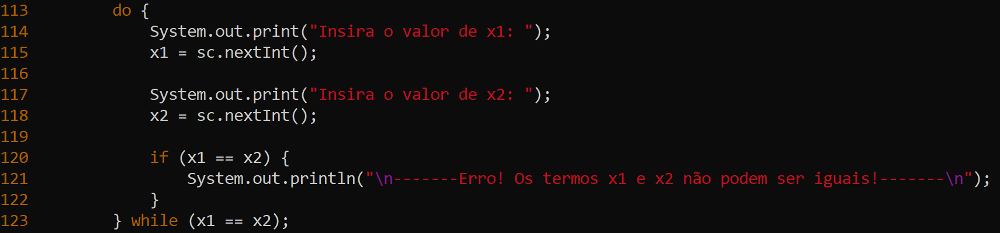 113         do {
114             System.out.print("Insira o valor de x1: ");
115             x1 = sc.nextInt();
116
117             System.out.print("Insira o valor de x2: ");
118             x2 = sc.nextInt();
119
120             if (x1 == x2) {
121                 System.out.println("\n-------Erro! Os termos x1 e x2 não podem ser iguais!-------\n");
122             }
123         } while (x1 == x2);